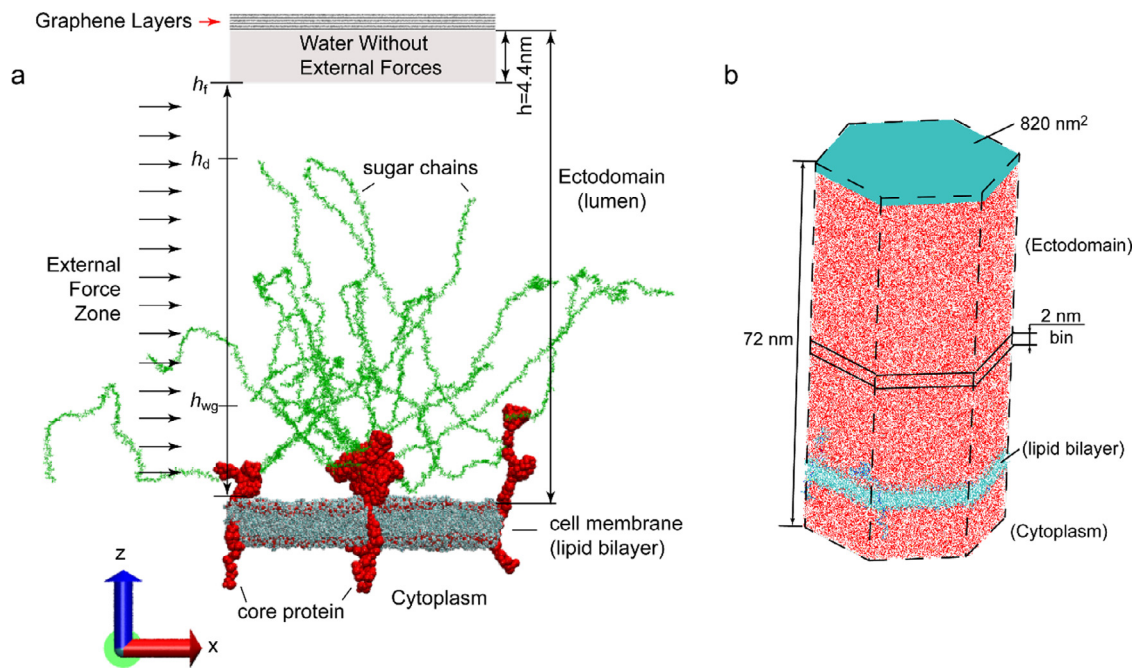 Graphene Layers
Water Without
External Forces
h=4.4nm
a
hf
hd
sugar chains
Ectodomain
(lumen)
External
Force
Zone
hwg
cell membrane
(lipid bilayer)
core protein
Cytoplasm
z
x
b
820 nm²
(Ectodomain)
72 nm
2 nm
bin
(lipid bilayer)
(Cytoplasm)